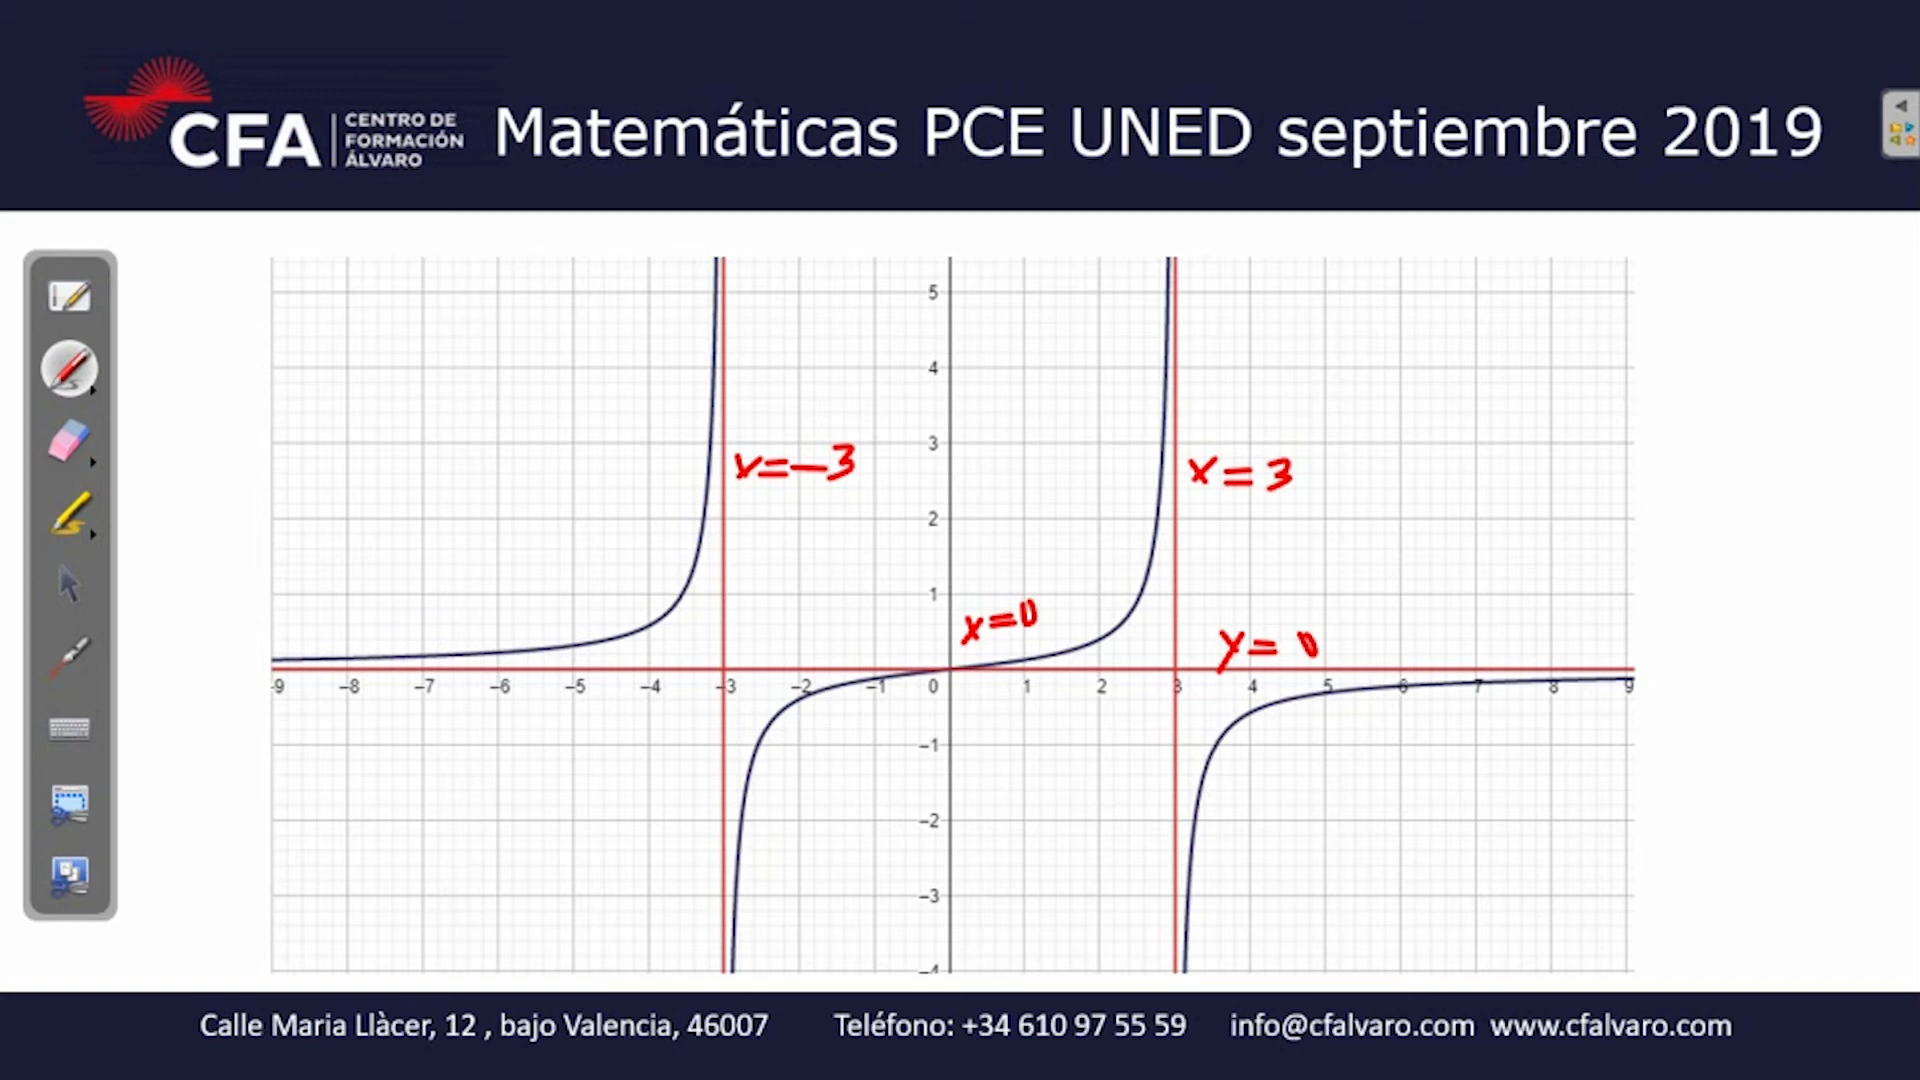 CFA
CENTRO DE
FORMACIÓN
ÁLVARO
Matemáticas PCE UNED septiembre 2019
5
4
3
x=-3
x=3
2
1
x=0
y=0
-9 -8 -7 -6 -5 -4 -3 -2 -1 0 1 2 3 4 5 6 7 8 9
-1
-2
-3
-4
Calle Maria Llàcer, 12 , bajo Valencia, 46007 Teléfono: +34 610 97 55 59 info@cfalvaro.com www.cfalvaro.com